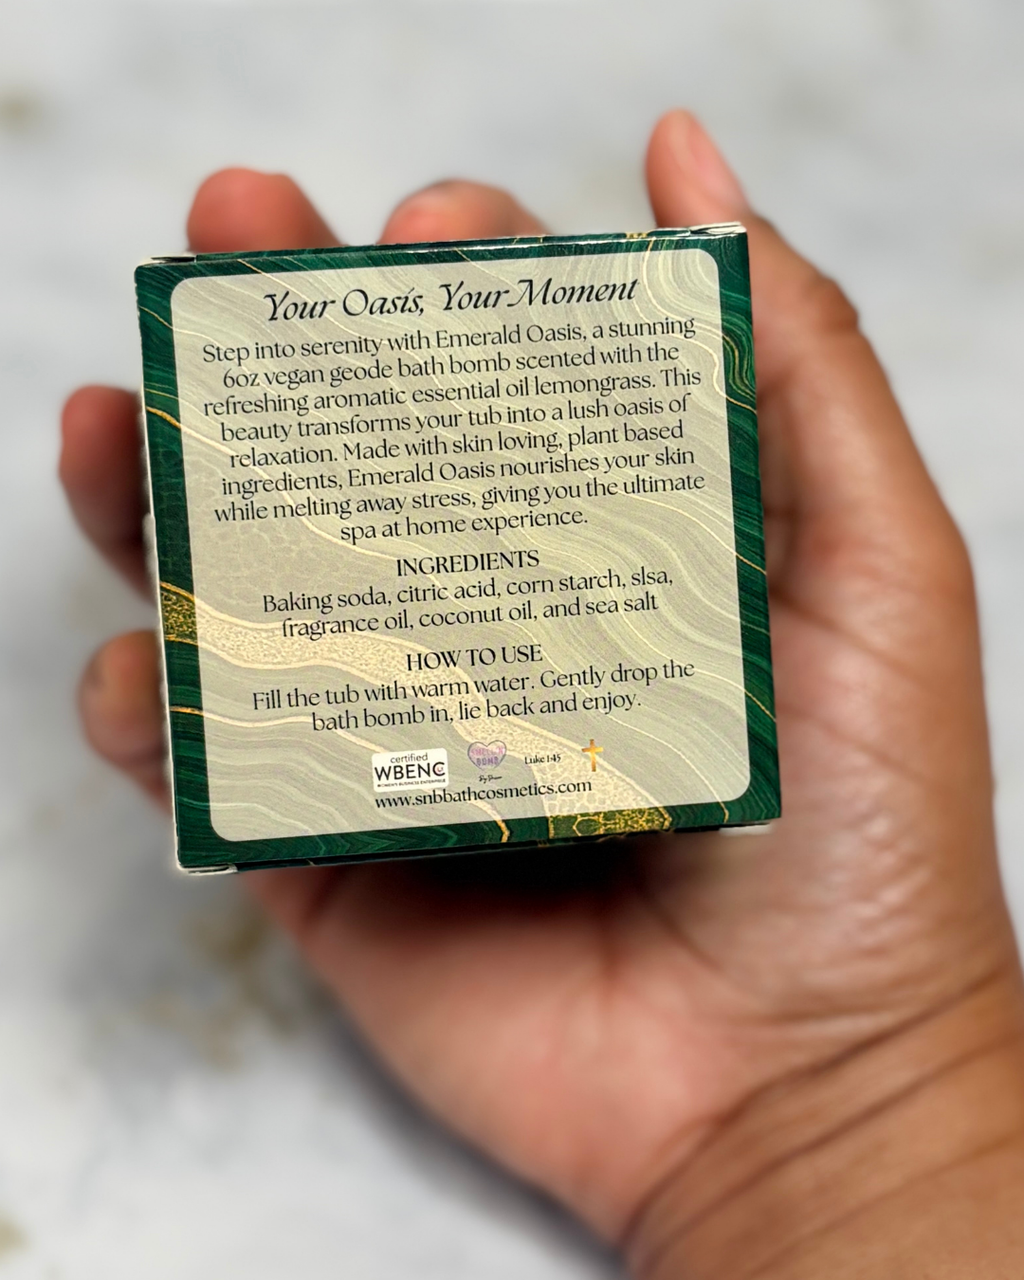 Your Oasis, Your Moment
Step into serenity with Emerald Oasis, a stunning
6oz vegan geode bath bomb scented with the
refreshing aromatic essential oil lemongrass. This
beauty transforms your tub into a lush oasis of
relaxation. Made with skin loving, plant based
ingredients, Emerald Oasis nourishes your skin
while melting away stress, giving you the ultimate
spa at home experience.
INGREDIENTS
Baking soda, citric acid, corn starch, slsa,
fragrance oil, coconut oil, and sea salt
HOW TO USE
Fill the tub with warm water. Gently drop the
bath bomb in, lie back and enjoy.
certified
WBENC
WOMEN'S BUSINESS ENTERPRISE
BOMB
Luke 1:45
www.snbbathcosmetics.com